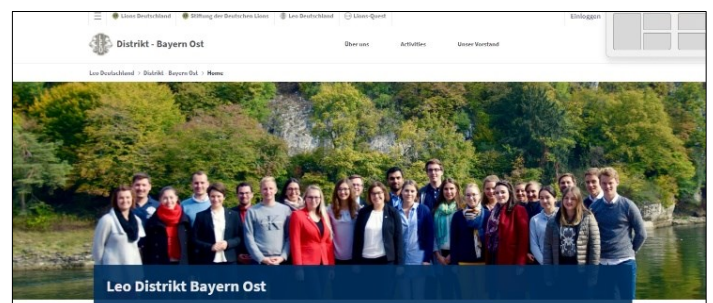 Lions Deutschland Stiftung der Deutschen Lions Leo Deutschland Lions-Quest Einloggen
Distrikt - Bayern Ost Über uns Activities Unser Vorstand
Leo Deutschland > Distrikt - Bayern Ost > Home
Leo Distrikt Bayern Ost